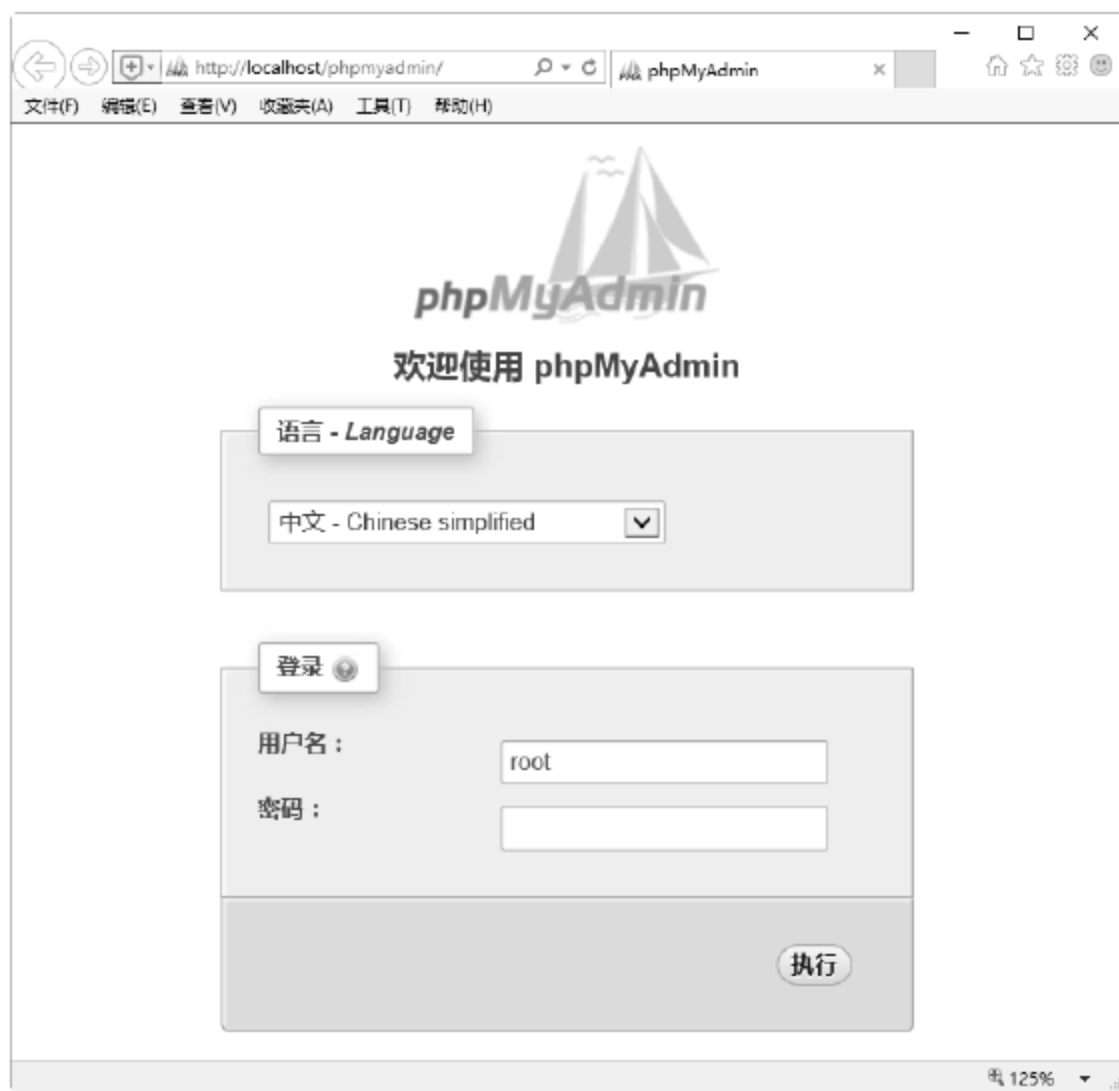 http://localhost/phpmyadmin/
phpMyAdmin
文件(F) 编辑(E) 查看(V) 收藏夹(A) 工具(T) 帮助(H)
phpMyAdmin
欢迎使用 phpMyAdmin
语言 - Language
中文 - Chinese simplified
登录
用户名：
root
密码：
执行
125%